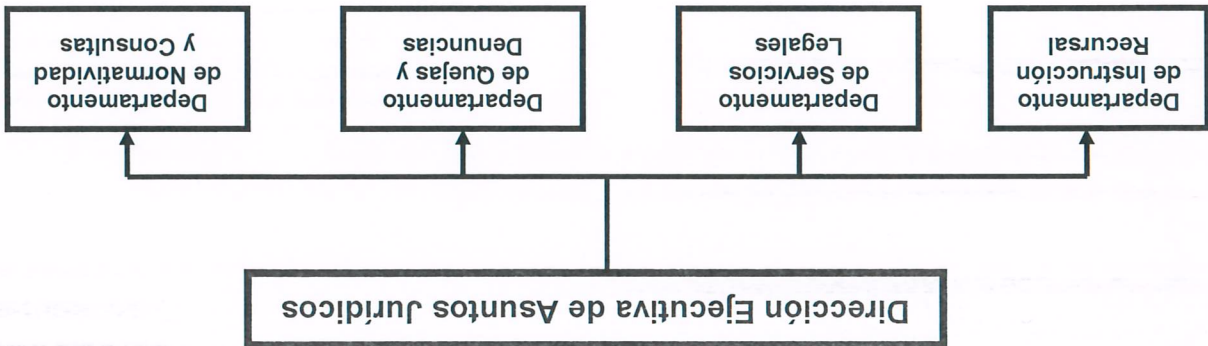 Dirección Ejecutiva de Asuntos Jurídicos
Departamento
de Instrucción
Recursal
Departamento
de Servicios
Legales
Departamento
de Quejas y
Denuncias
Departamento
de Normatividad
y Consultas